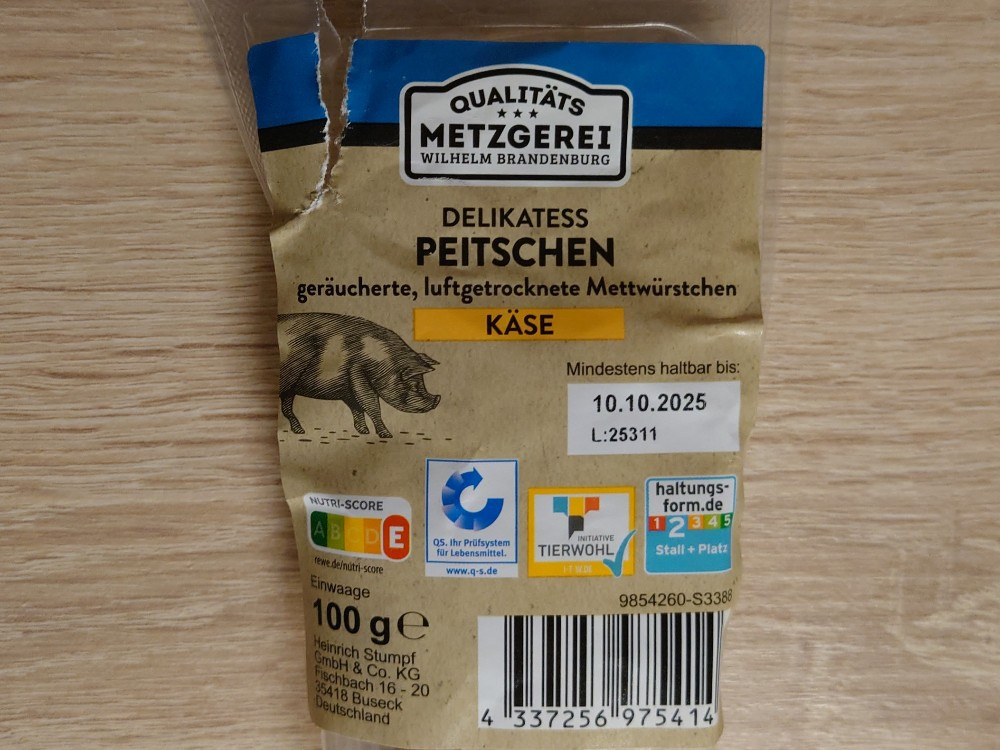 QUALITÄTS
METZGEREI
WILHELM BRANDENBURG
DELIKATESS
PEITSCHEN
geräucherte, luftgetrocknete Mettwürstchen
KÄSE
Mindestens haltbar bis:
10.10.2025
L:25311
NUTRI-SCORE
A B C D E
rewe.de/nutri-score
QS. Ihr Prüfsystem
für Lebensmittel.
www.q-s.de
INITIATIVE
TIERWOHL
haltungs-
form.de
1 2 3 4 5
Stall + Platz
Einwaage
100 g e
9854260-S3388
Heinrich Stumpf
GmbH & Co. KG
Fischbach 16 - 20
35418 Buseck
Deutschland
4 337256 975414